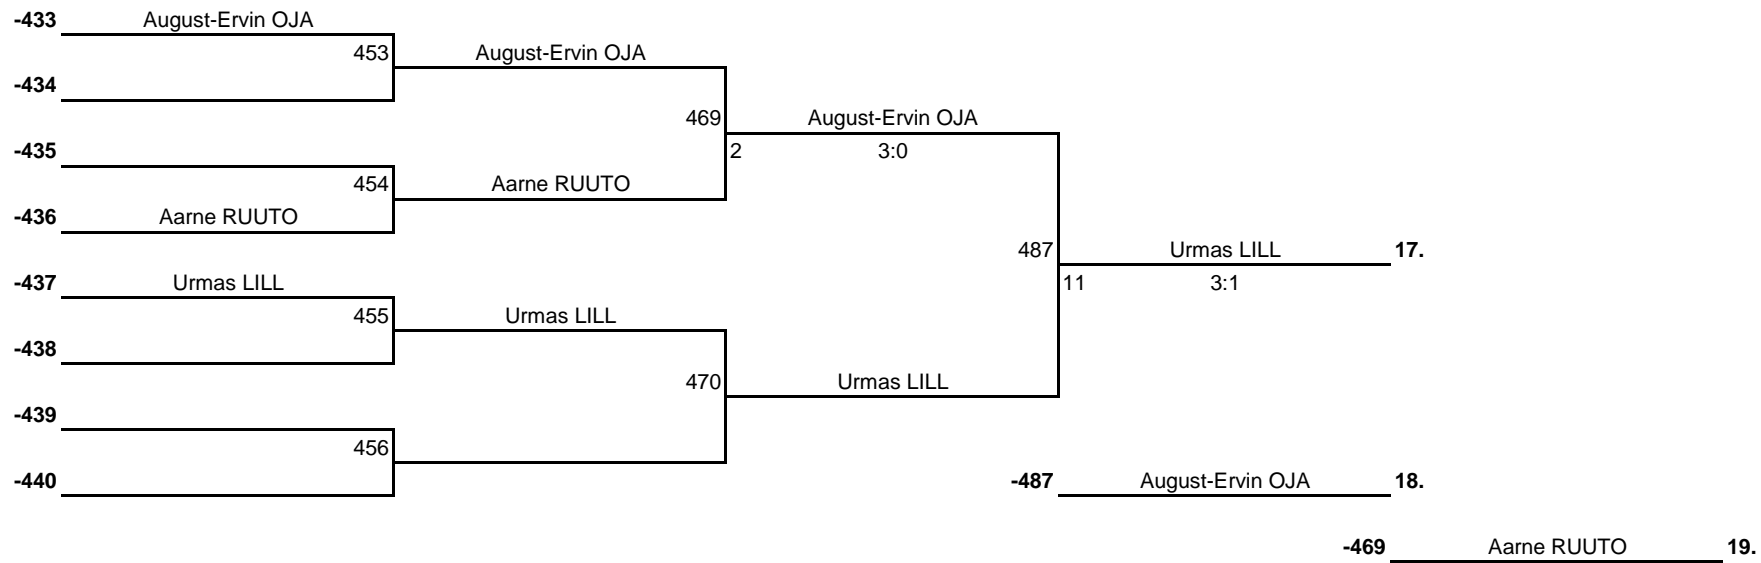 -433 August-Ervin OJA
453 August-Ervin OJA
-434
469 August-Ervin OJA
-435 2 3:0
454 Aarne RUUTO
-436 Aarne RUUTO
487 Urmas LILL 17.
-437 Urmas LILL 11 3:1
455 Urmas LILL
-438
470 Urmas LILL
-439
456
-440 -487 August-Ervin OJA 18.
-469 Aarne RUUTO 19.